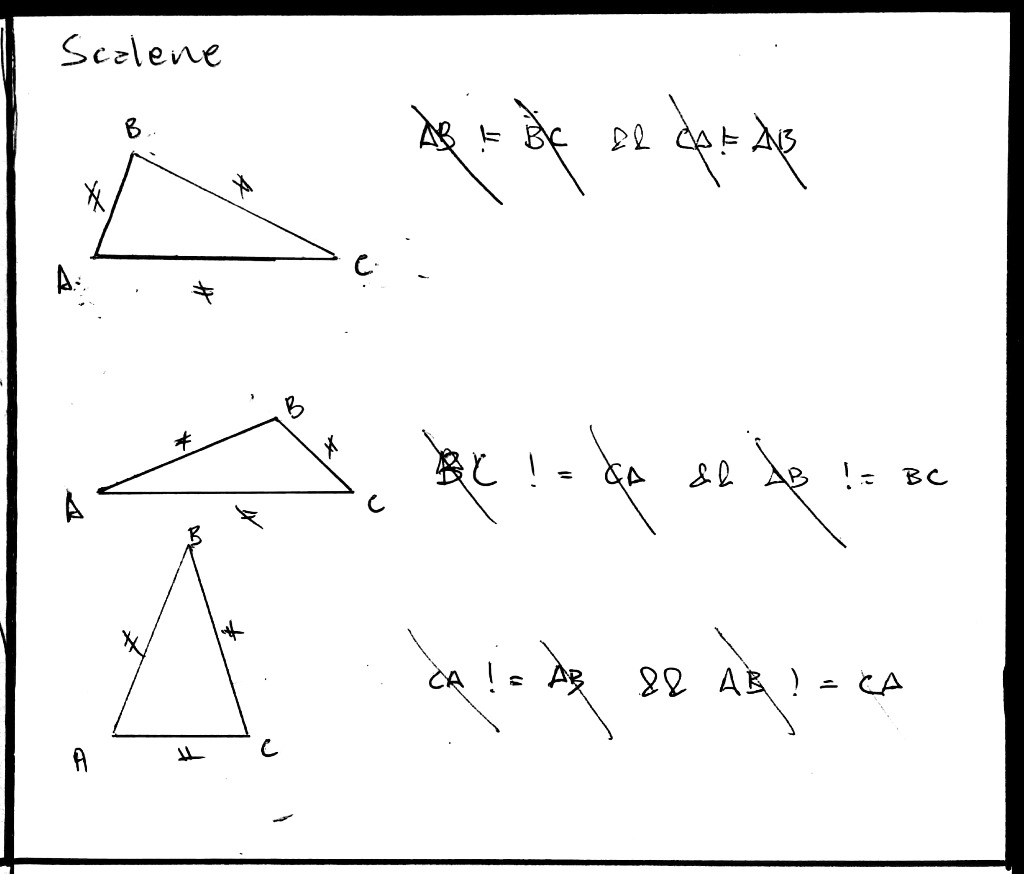 Scalene
B
AB != BC && CA != AB
A
C
B
BC != CA && AB != BC
A
C
B
CA != AB && AB != CA
A
C